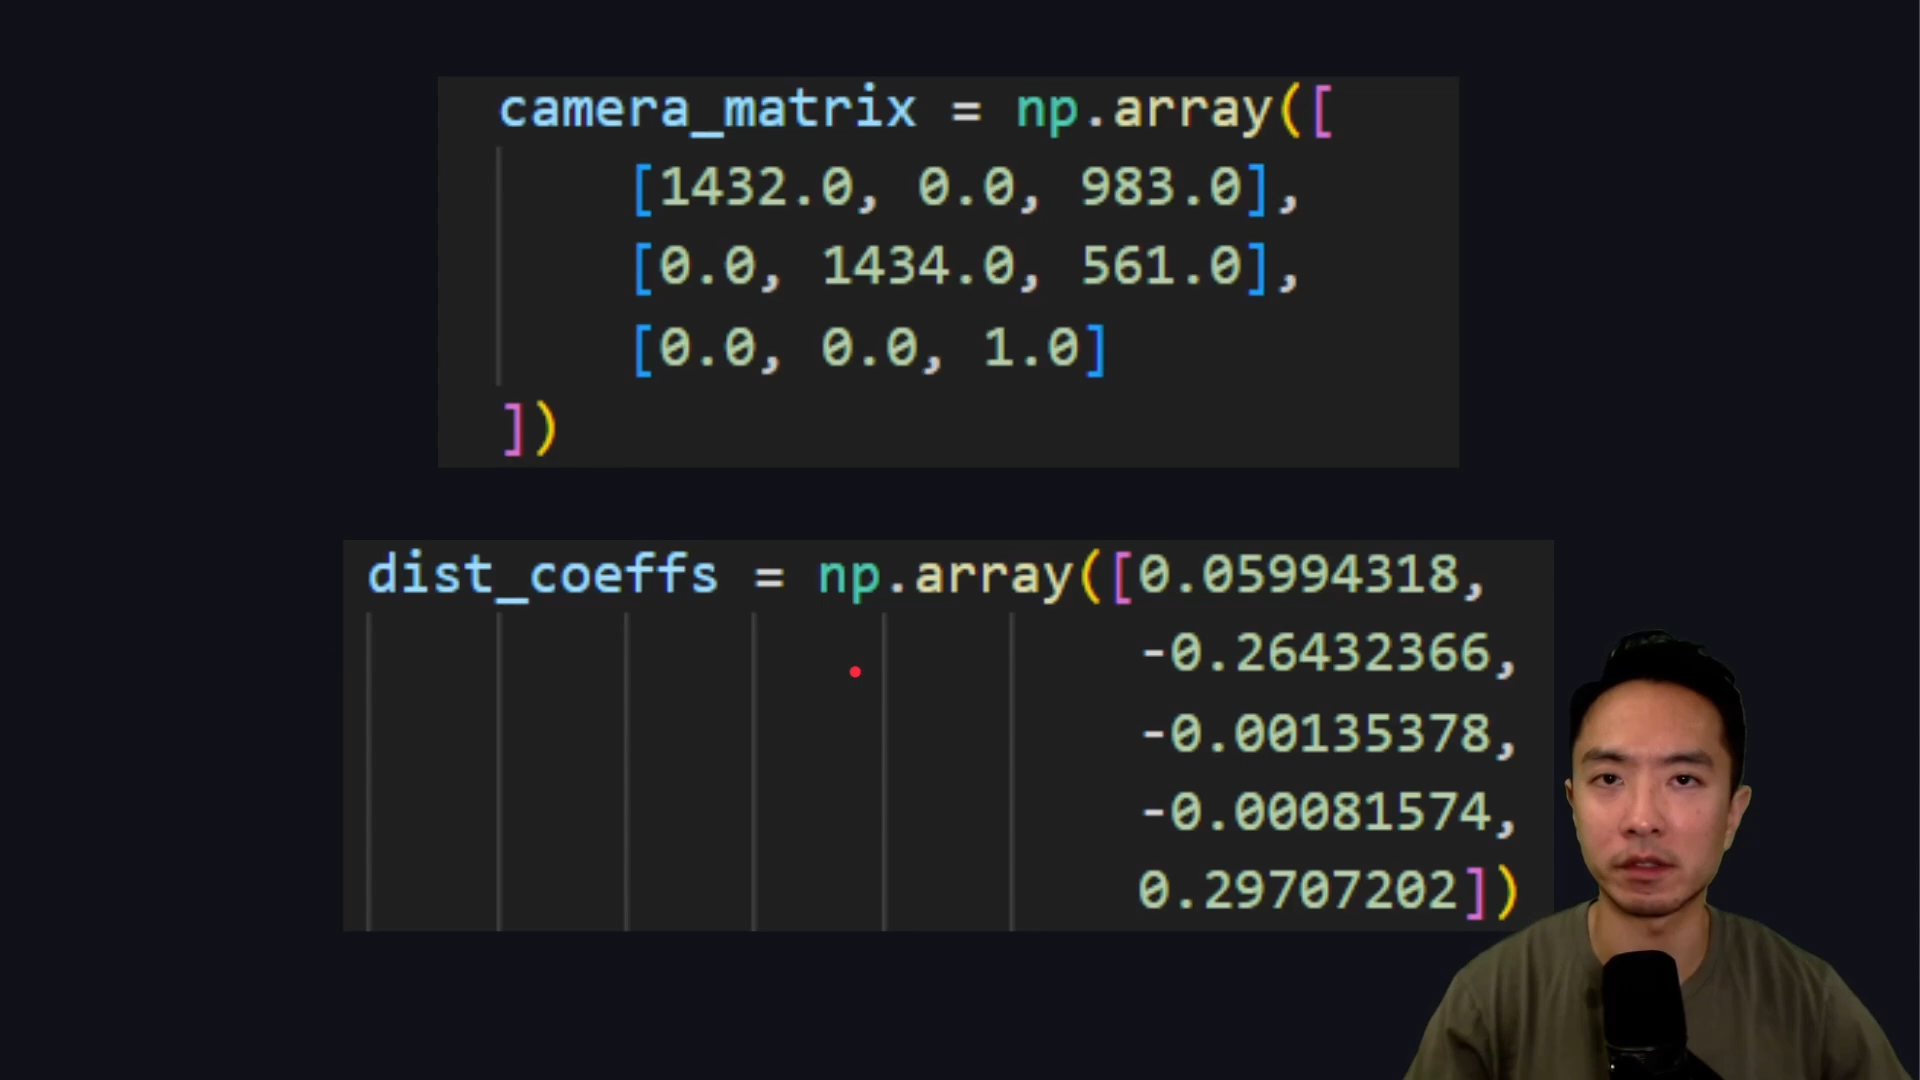 camera_matrix = np.array([
[1432.0, 0.0, 983.0],
[0.0, 1434.0, 561.0],
[0.0, 0.0, 1.0]
])
dist_coeffs = np.array([0.05994318,
-0.26432366,
-0.00135378,
-0.00081574,
0.29707202])